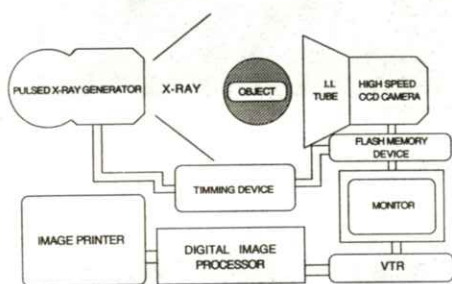 PULSED X-RAY GENERATOR
X-RAY
OBJECT
I.I.
TUBE
HIGH SPEED
CCD CAMERA
FLASH MEMORY
DEVICE
TIMMING DEVICE
MONITOR
IMAGE PRINTER
DIGITAL IMAGE
PROCESSOR
VTR